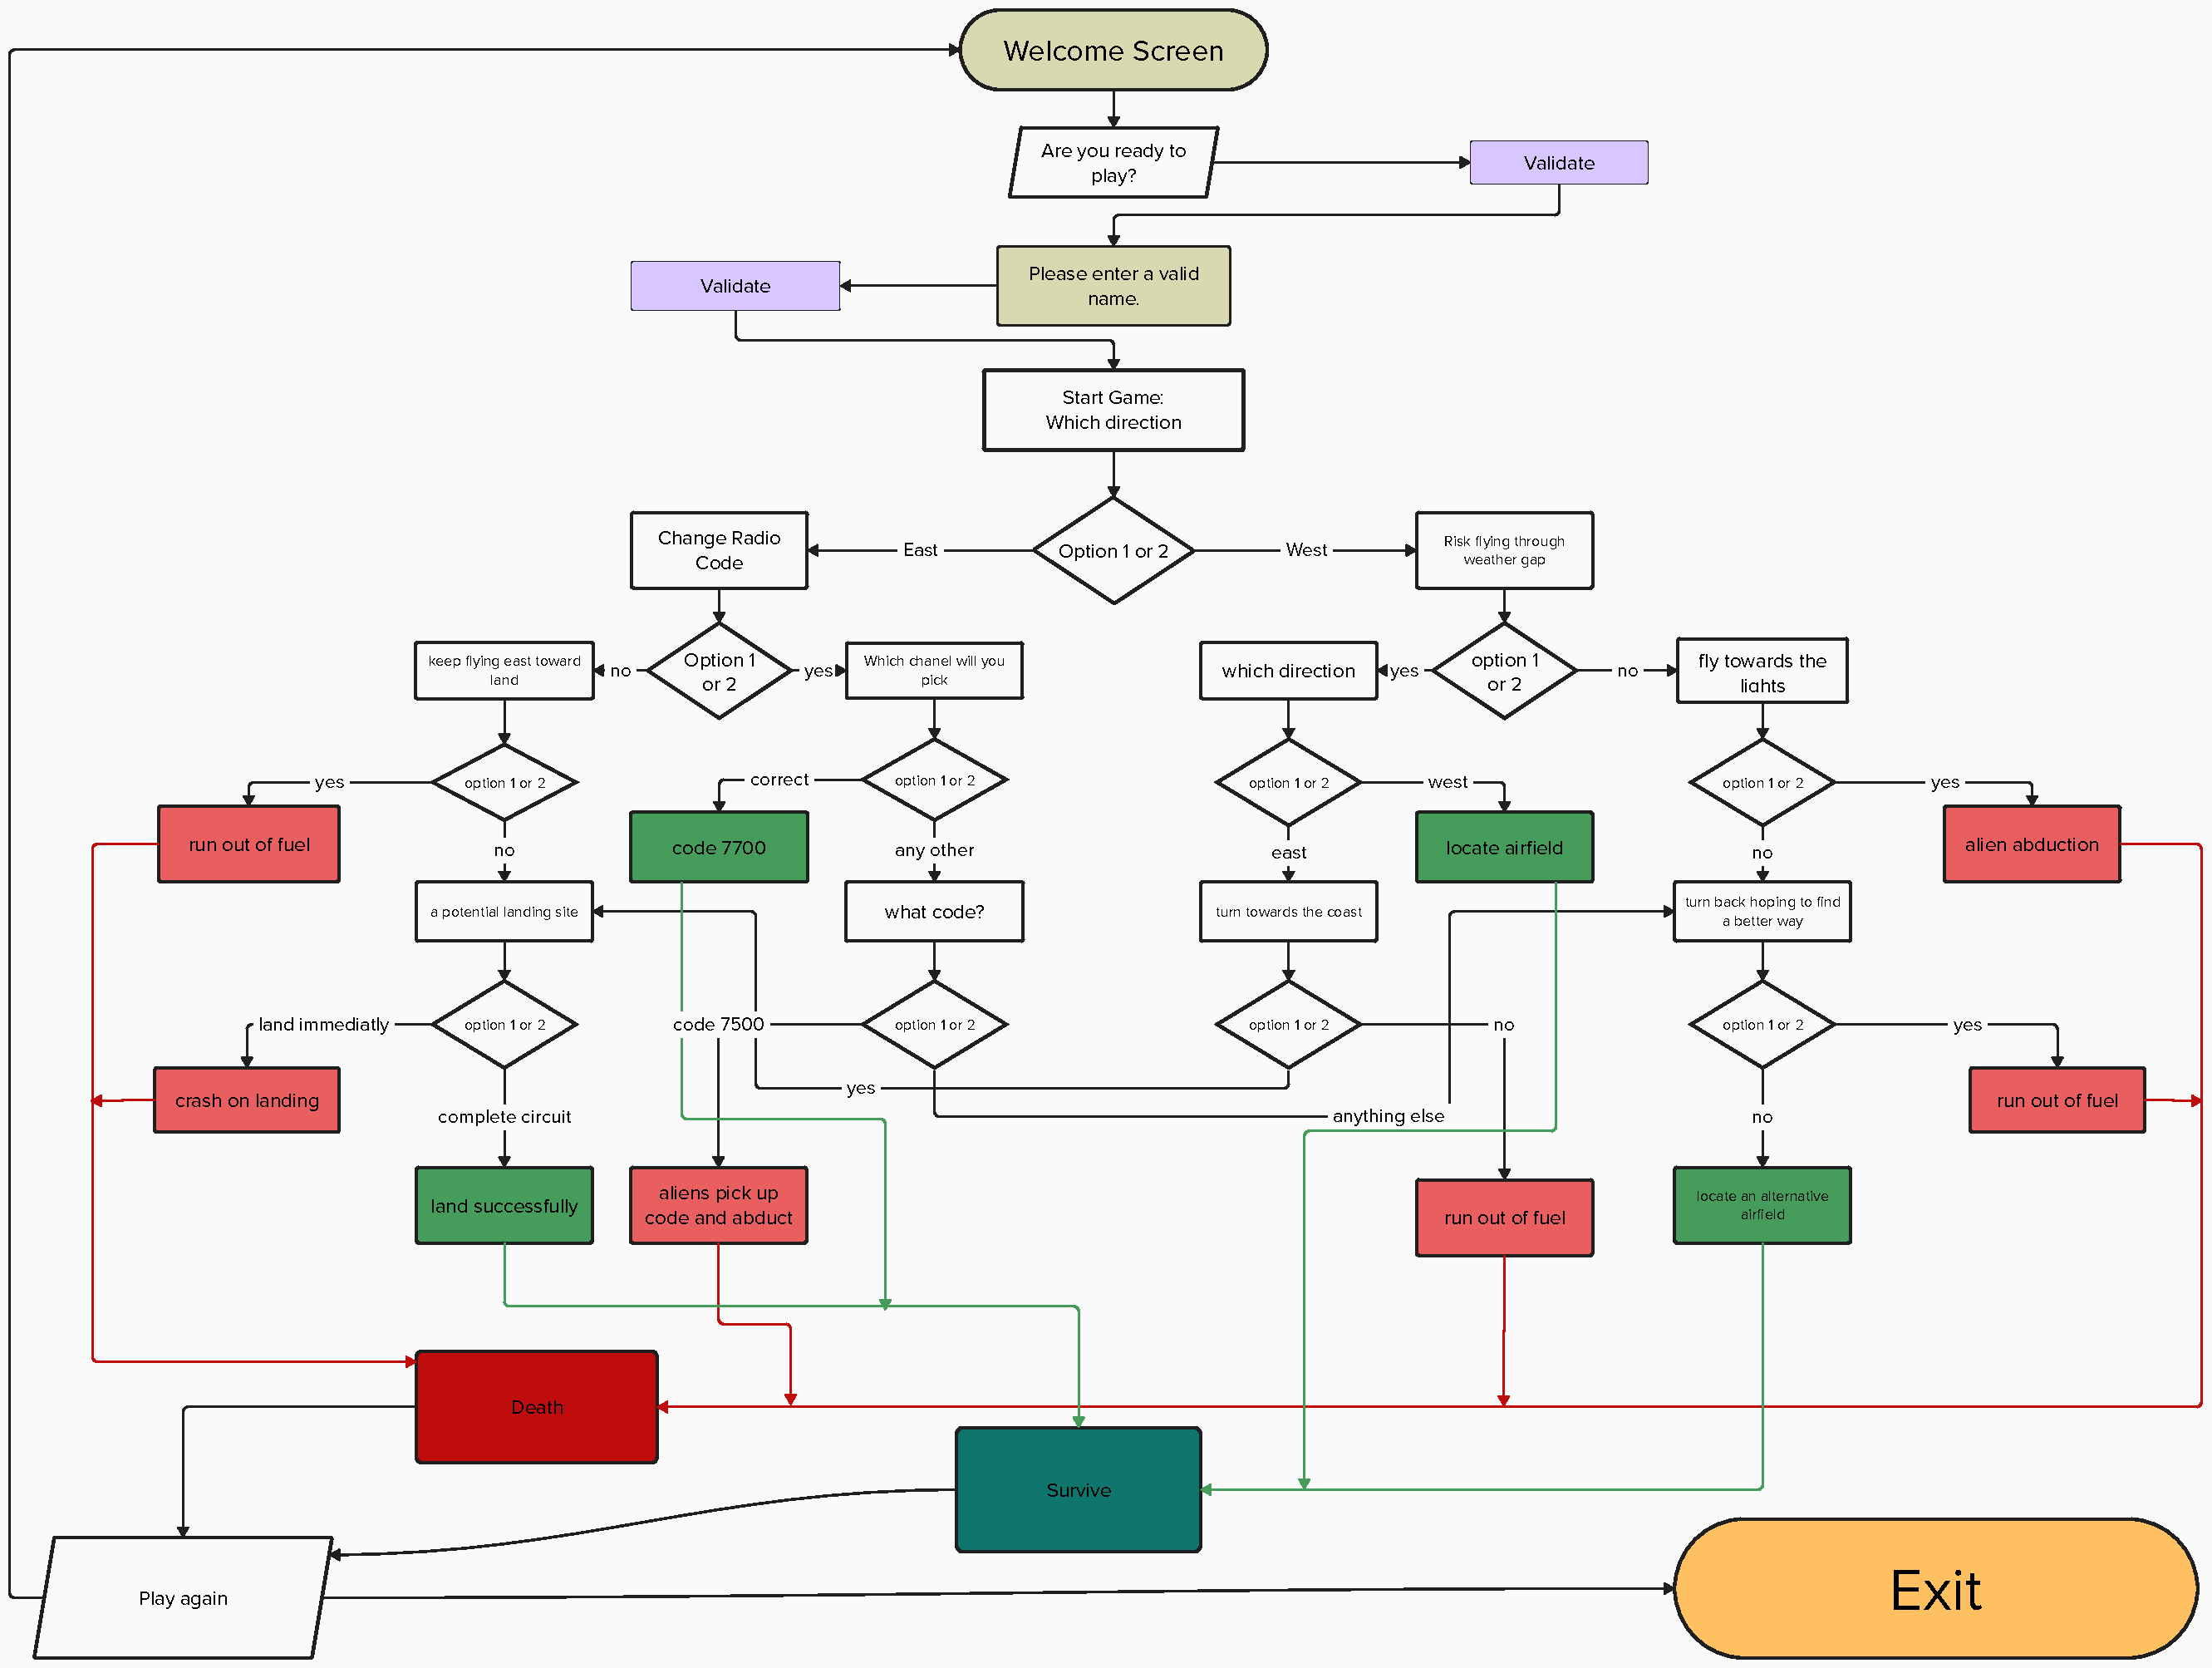 Welcome Screen
Are you ready to
play?
Validate
Please enter a valid
name.
Validate
Start Game:
Which direction
Change Radio
Code
East
Option 1 or 2
West
Risk flying through
weather gap
keep flying east toward
land
no
Option 1
or 2
yes
Which chanel will you
pick
which direction
yes
option 1
or 2
no
fly towards the
lights
yes
option 1 or 2
correct
option 1 or 2
option 1 or 2
west
option 1 or 2
yes
run out of fuel
no
code 7700
any other
east
locate airfield
no
alien abduction
a potential landing site
what code?
turn towards the coast
turn back hoping to find
a better way
land immediatly
option 1 or 2
code 7500
option 1 or 2
option 1 or 2
no
option 1 or 2
yes
crash on landing
complete circuit
yes
anything else
no
run out of fuel
land successfully
aliens pick up
code and abduct
run out of fuel
locate an alternative
airfield
Death
Survive
Play again
Exit